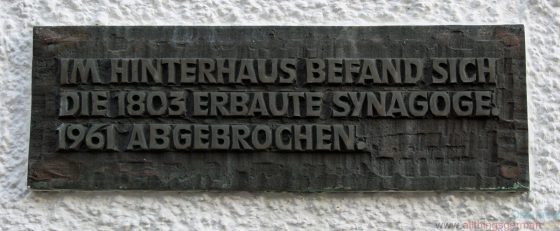 IM HINTERHAUS BEFAND SICH
DIE 1803 ERBAUTE SYNAGOGE.
1961 ABGEBROCHEN.